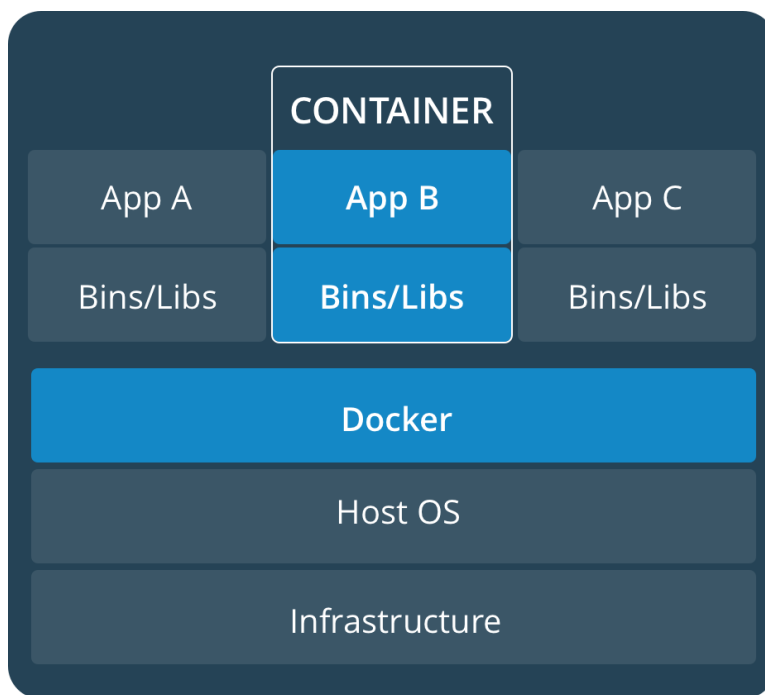 CONTAINER
App A
App B
App C
Bins/Libs
Bins/Libs
Bins/Libs
Docker
Host OS
Infrastructure